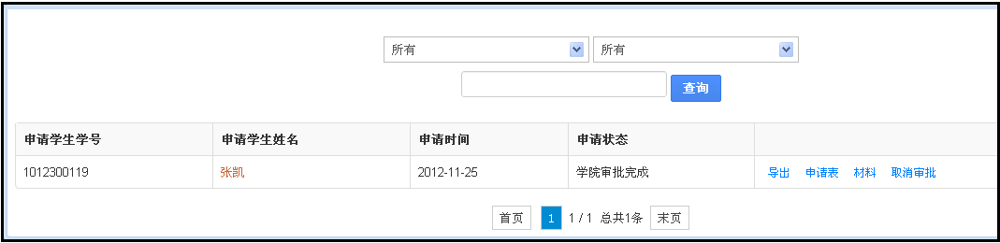 所有 所有
查询
申请学生学号 申请学生姓名 申请时间 申请状态
1012300119 张凯 2012-11-25 学院审批完成 导出 申请表 材料 取消审批
首页 1 1 / 1 总共1条 末页